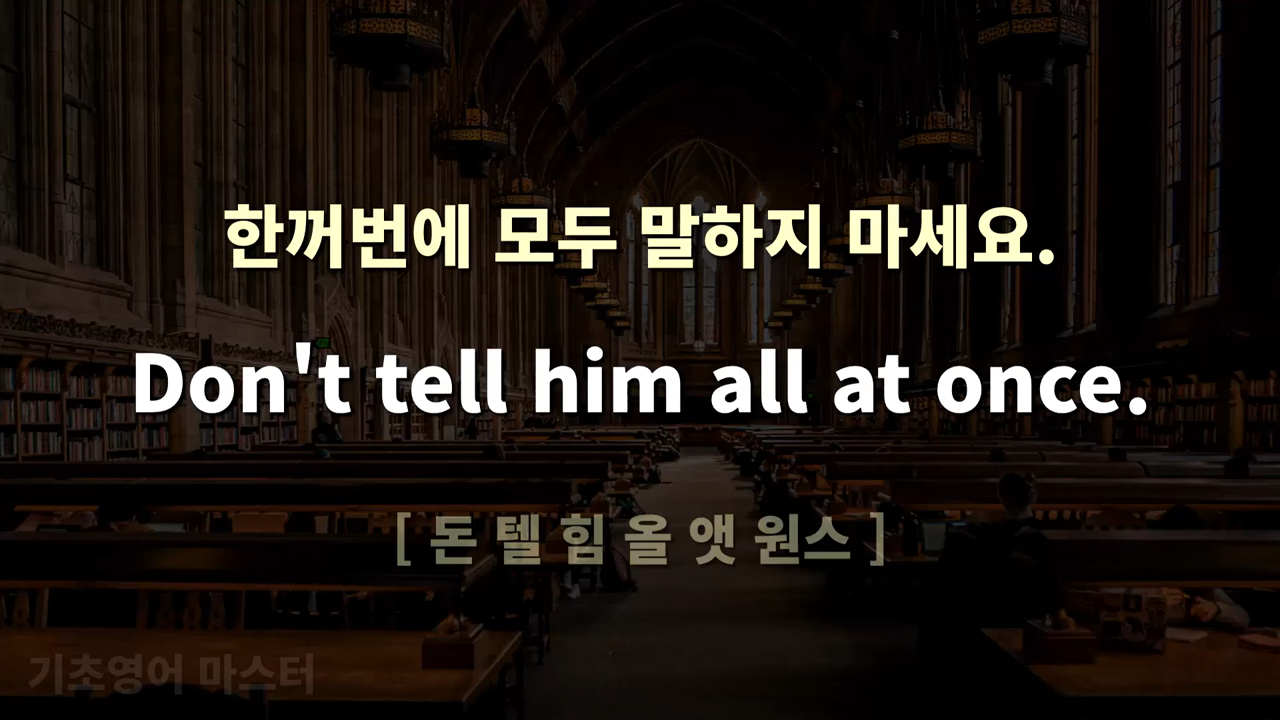 한꺼번에 모두 말하지 마세요.
Don't tell him all at once.
[ 돈 텔 힘 올 앳 원스 ]
기초영어 마스터